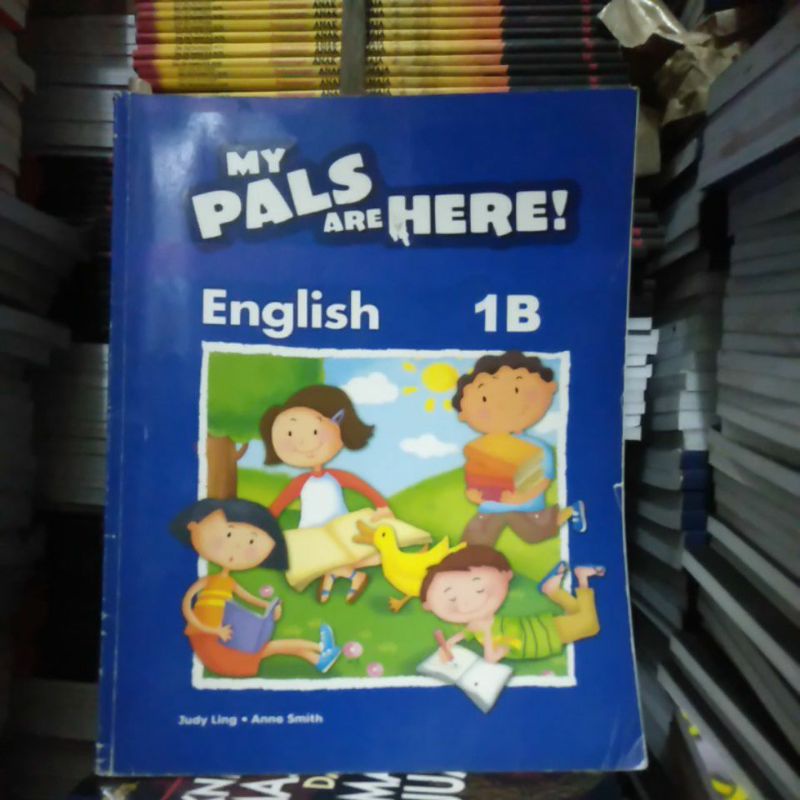 MY
PALS
ARE HERE!
English 1B
Judy Ling • Anne Smith